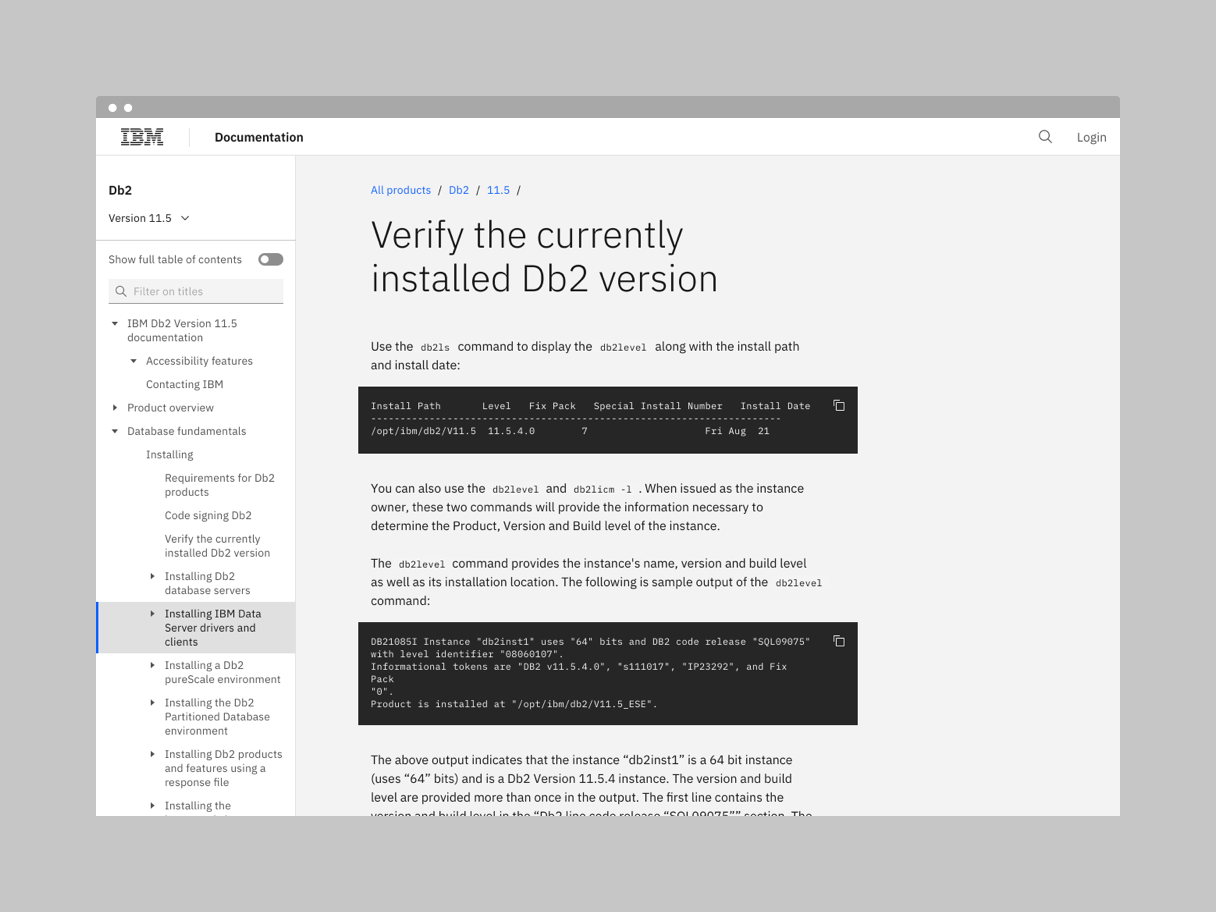 IBM
Documentation
Login
Db2
Version 11.5
Show full table of contents
Filter on titles
IBM Db2 Version 11.5
documentation
Accessibility features
Contacting IBM
Product overview
Database fundamentals
Installing
Requirements for Db2
products
Code signing Db2
Verify the currently
installed Db2 version
Installing Db2
database servers
Installing IBM Data
Server drivers and
clients
Installing a Db2
pureScale environment
Installing the Db2
Partitioned Database
environment
Installing Db2 products
and features using a
response file
Installing the
All products / Db2 / 11.5 /
Verify the currently
installed Db2 version
Use the db2ls command to display the db2level along with the install path
and install date:
Install Path Level Fix Pack Special Install Number Install Date
----------------------------------------------------------------------
/opt/ibm/db2/V11.5 11.5.4.0 7 Fri Aug 21
You can also use the db2level and db2licm -l . When issued as the instance
owner, these two commands will provide the information necessary to
determine the Product, Version and Build level of the instance.
The db2level command provides the instance's name, version and build level
as well as its installation location. The following is sample output of the db2level
command:
DB21085I Instance "db2inst1" uses "64" bits and DB2 code release "SQL09075"
with level identifier "08060107".
Informational tokens are "DB2 v11.5.4.0", "s111017", "IP23292", and Fix
Pack
"0".
Product is installed at "/opt/ibm/db2/V11.5_ESE".
The above output indicates that the instance “db2inst1” is a 64 bit instance
(uses “64” bits) and is a Db2 Version 11.5.4 instance. The version and build
level are provided more than once in the output. The first line contains the
version and build level in the “Db2 line code release “SQL09075”” section. The